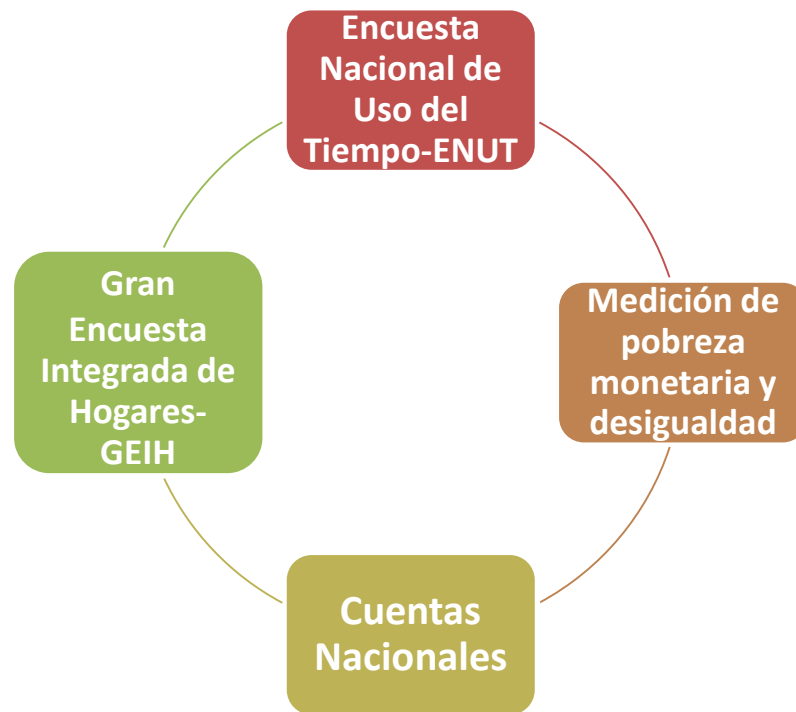 Encuesta
Nacional de
Uso del
Tiempo-ENUT
Medición de
pobreza
monetaria y
desigualdad
Cuentas
Nacionales
Gran
Encuesta
Integrada de
Hogares-
GEIH